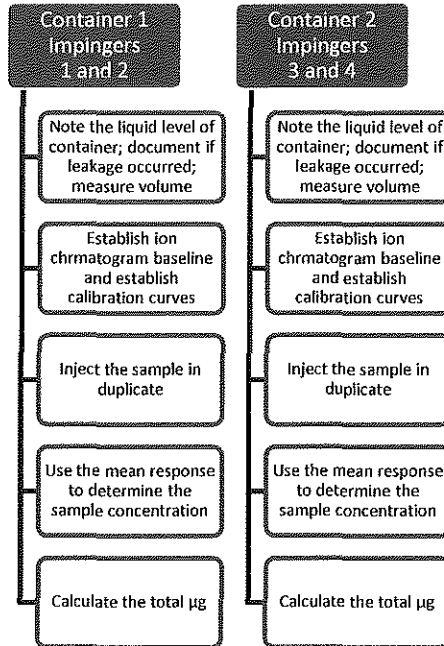 Container 1
Impingers
1 and 2
Note the liquid level of
container; document if
leakage occurred;
measure volume
Establish ion
chrmatogram baseline
and establish
calibration curves
Inject the sample in
duplicate
Use the mean response
to determine the
sample concentration
Calculate the total µg
Container 2
Impingers
3 and 4
Note the liquid level of
container; document if
leakage occurred;
measure volume
Establish ion
chrmatogram baseline
and establish
calibration curves
Inject the sample in
duplicate
Use the mean response
to determine the
sample concentration
Calculate the total µg